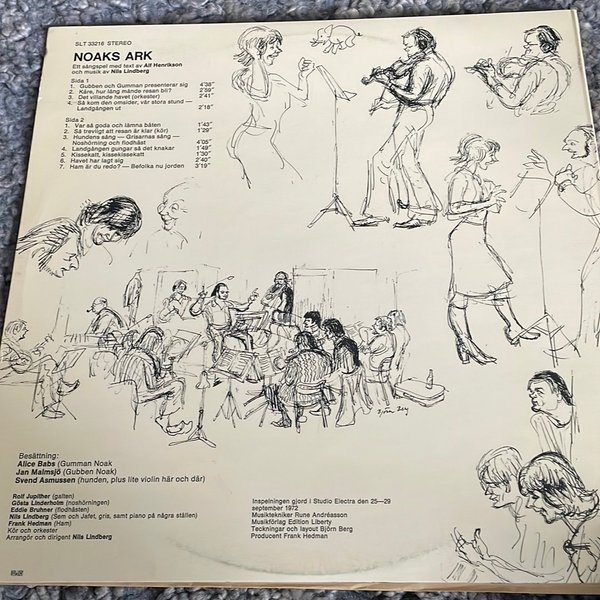 SLT 33216 STEREO
NOAKS ARK
Ett sångspel med text av Alf Henrikson
och musik av Nils Lindberg
Sida 1
1. Gubben och Gumman presenterar sig 4'38"
2. Kåre, hur lång månde resan bli? 2'59"
3. Det villande havet (orkester) 2'41"
4. Så kom den omsider, vår stora stund —
Landgången ut 2'18"
Sida 2
1. Var så goda och lämna båten 1'43"
2. Så trevligt att resan är klar (kör) 1'29"
3. Hundens sång — Grisarnas sång —
Noshörning och flodhäst 4'05"
4. Landgången gungar så det knakar 1'49"
5. Kissekatt, kissekissekatt 1'30"
6. Havet har lagt sig 2'40"
7. Ham är du redo? — Befolka nu jorden 3'19"
Björn Berg
Besättning:
Alice Babs (Gumman Noak
Jan Malmsjö (Gubben Noak)
Svend Asmussen (hunden, plus lite violin här och där)
Rolf Jupither (galten)
Gösta Linderholm (noshörningen)
Eddie Bruhner (flodhästen)
Nils Lindberg (Sem och Jafet, gris, samt piano på några ställen)
Frank Hedman (Ham)
Kör och orkester
Arrangör och dirigent Nils Lindberg
Inspelningen gjord i Studio Electra den 25—29
september 1972
Musiktekniker Rune Andréasson
Musikförlag Edition Liberty
Teckningar och layout Björn Berg
Producent Frank Hedman